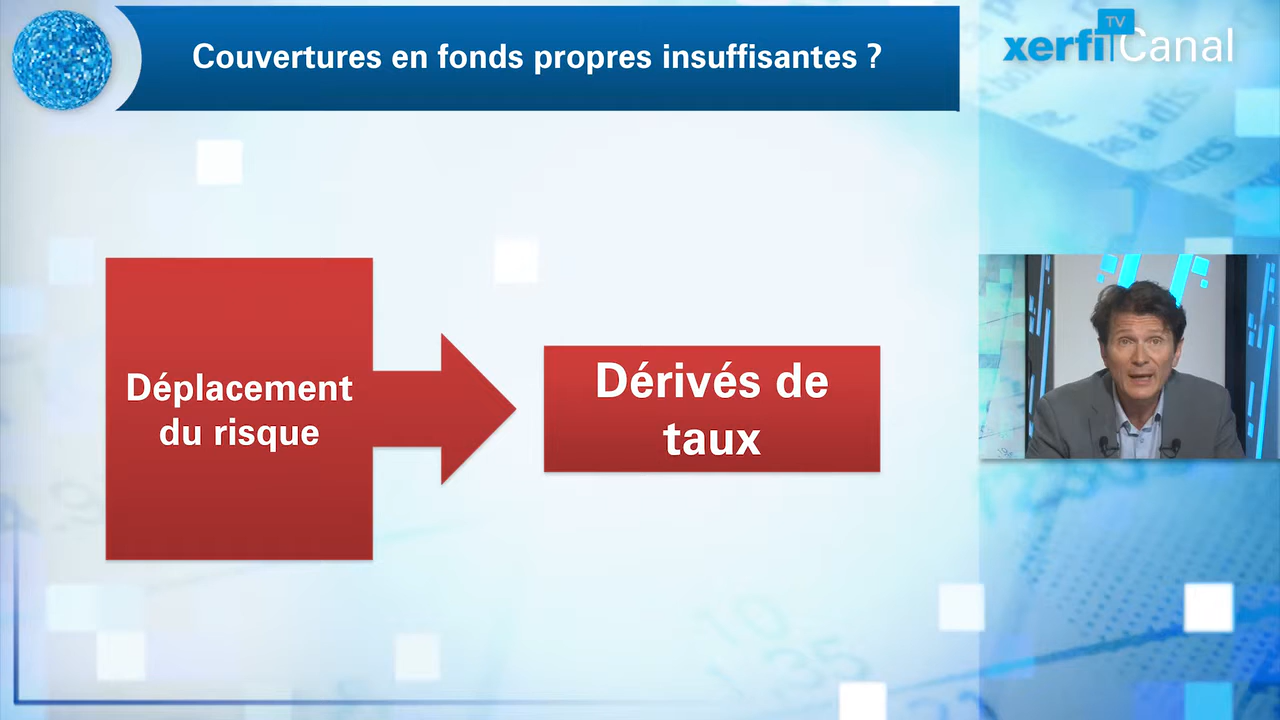 Couvertures en fonds propres insuffisantes ?
TV
xerfi Canal
Déplacement
du risque
Dérivés de
taux